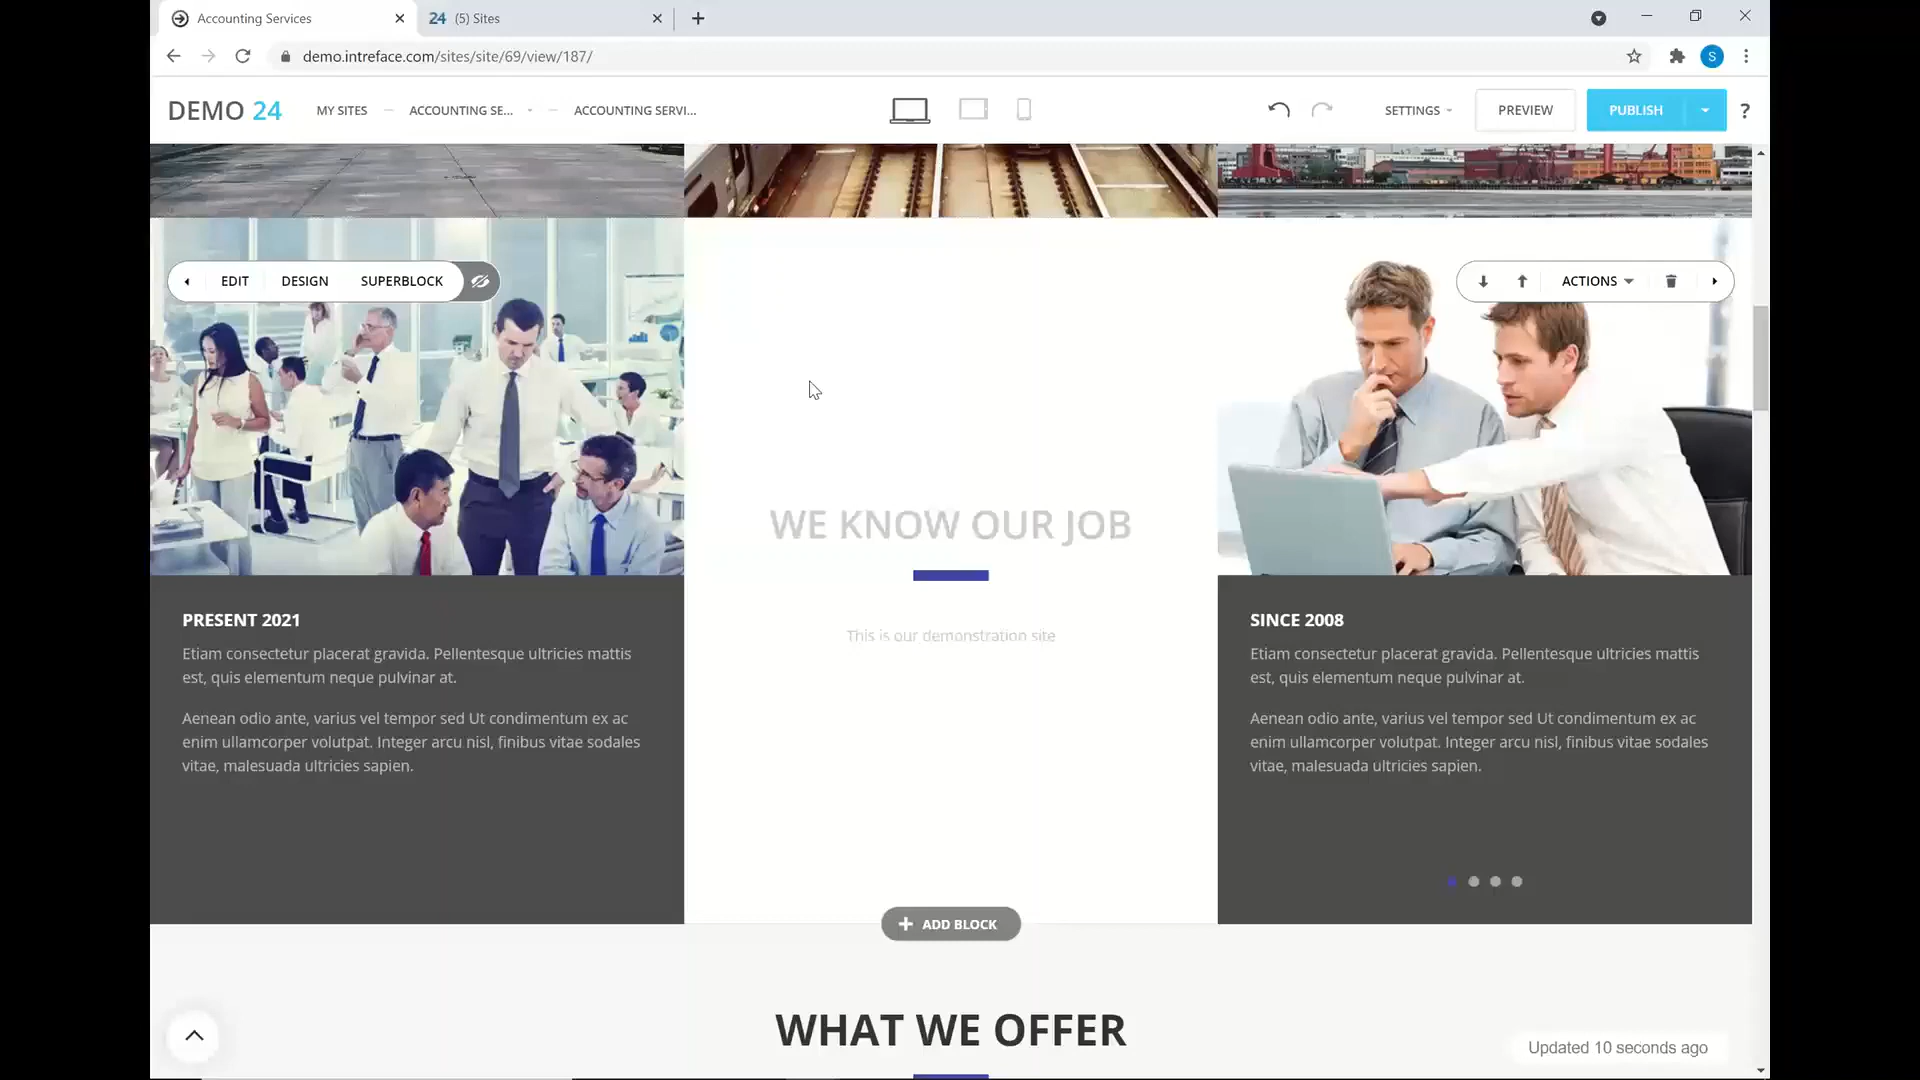 Accounting Services
24 (5) Sites
demo.intreface.com/sites/site/69/view/187/
S
DEMO 24
MY SITES
ACCOUNTING SE...
ACCOUNTING SERVI...
SETTINGS
PREVIEW
PUBLISH
?
EDIT
DESIGN
SUPERBLOCK
ACTIONS
WE KNOW OUR JOB
This is our demonstration site
PRESENT 2021
Etiam consectetur placerat gravida. Pellentesque ultricies mattis
est, quis elementum neque pulvinar at.
Aenean odio ante, varius vel tempor sed Ut condimentum ex ac
enim ullamcorper volutpat. Integer arcu nisl, finibus vitae sodales
vitae, malesuada ultricies sapien.
SINCE 2008
Etiam consectetur placerat gravida. Pellentesque ultricies mattis
est, quis elementum neque pulvinar at.
Aenean odio ante, varius vel tempor sed Ut condimentum ex ac
enim ullamcorper volutpat. Integer arcu nisl, finibus vitae sodales
vitae, malesuada ultricies sapien.
+ ADD BLOCK
WHAT WE OFFER
Updated 10 seconds ago